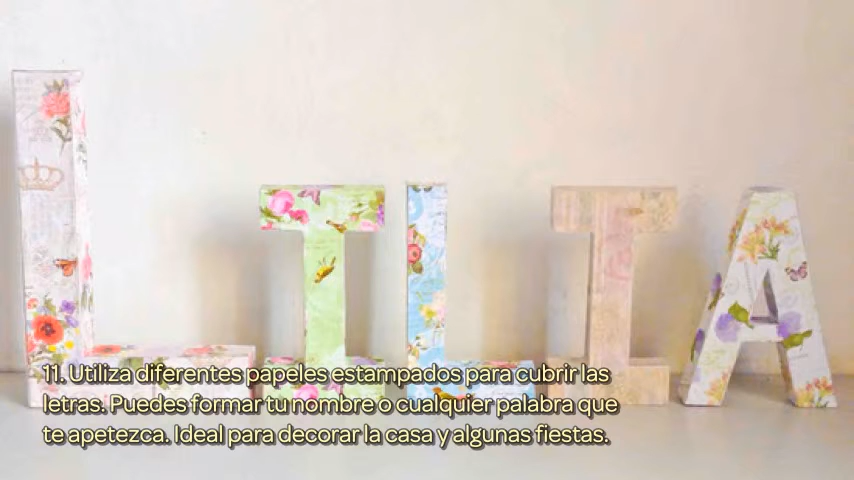 LILIA
11. Utiliza diferentes papeles estampados para cubrir las
letras. Puedes formar tu nombre o cualquier palabra que
te apetezca. Ideal para decorar la casa y algunas fiestas.